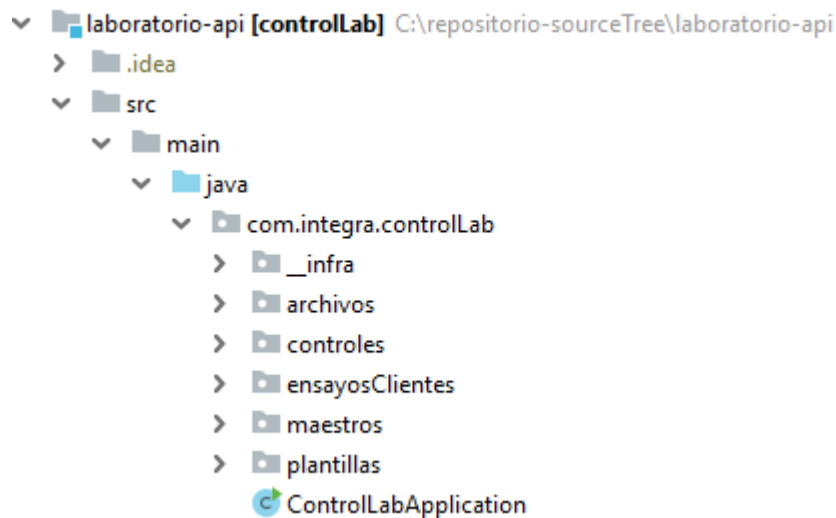 laboratorio-api [controlLab] C:\repositorio-sourceTree\laboratorio-api
.idea
src
main
java
com.integra.controlLab
__infra
archivos
controles
ensayosClientes
maestros
plantillas
C ControlLabApplication